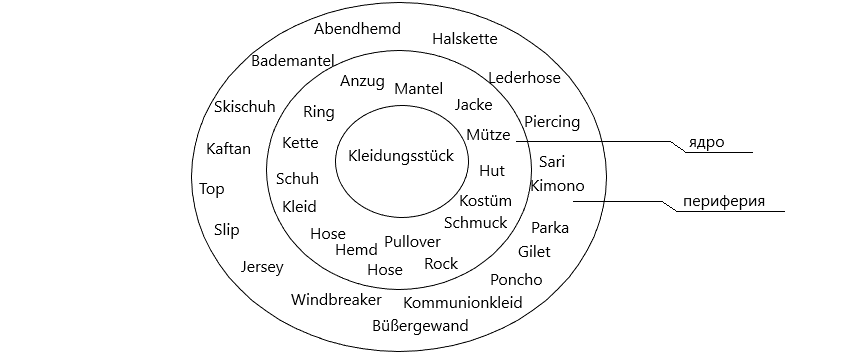 Abendhemd
Halskette
Bademantel
Anzug
Mantel
Lederhose
Skischuh
Ring
Jacke
Piercing
Kaftan
Kette
Mütze
ядро
Kleidungsstück
Sari
Top
Schuh
Hut
Kimono
Kleid
Kostüm
периферия
Slip
Hose
Schmuck
Parka
Hemd
Pullover
Gilet
Jersey
Hose
Rock
Poncho
Windbreaker
Kommunionkleid
Büßergewand